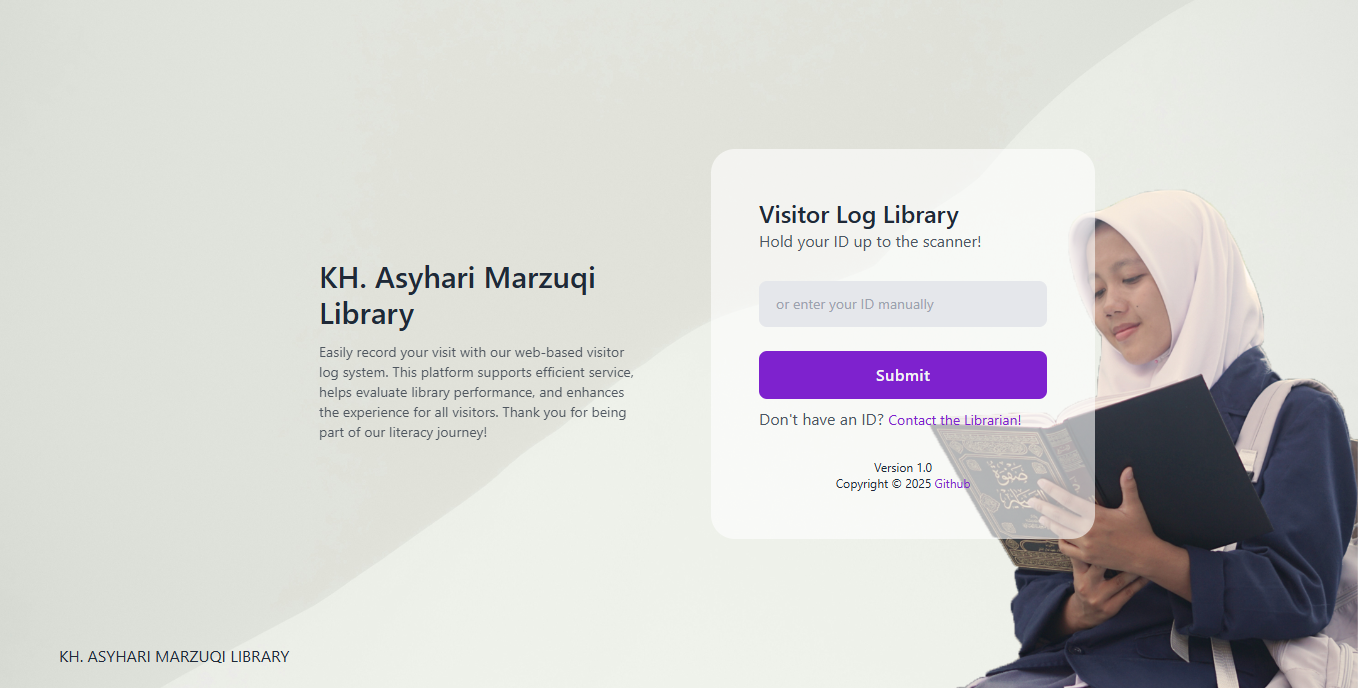 KH. Asyhari Marzuqi
Library
Easily record your visit with our web-based visitor
log system. This platform supports efficient service,
helps evaluate library performance, and enhances
the experience for all visitors. Thank you for being
part of our literacy journey!
Visitor Log Library
Hold your ID up to the scanner!
or enter your ID manually
Submit
Don't have an ID? Contact the Librarian!
Version 1.0
Copyright © 2025 Github
صفوة
KH. ASYHARI MARZUQI LIBRARY